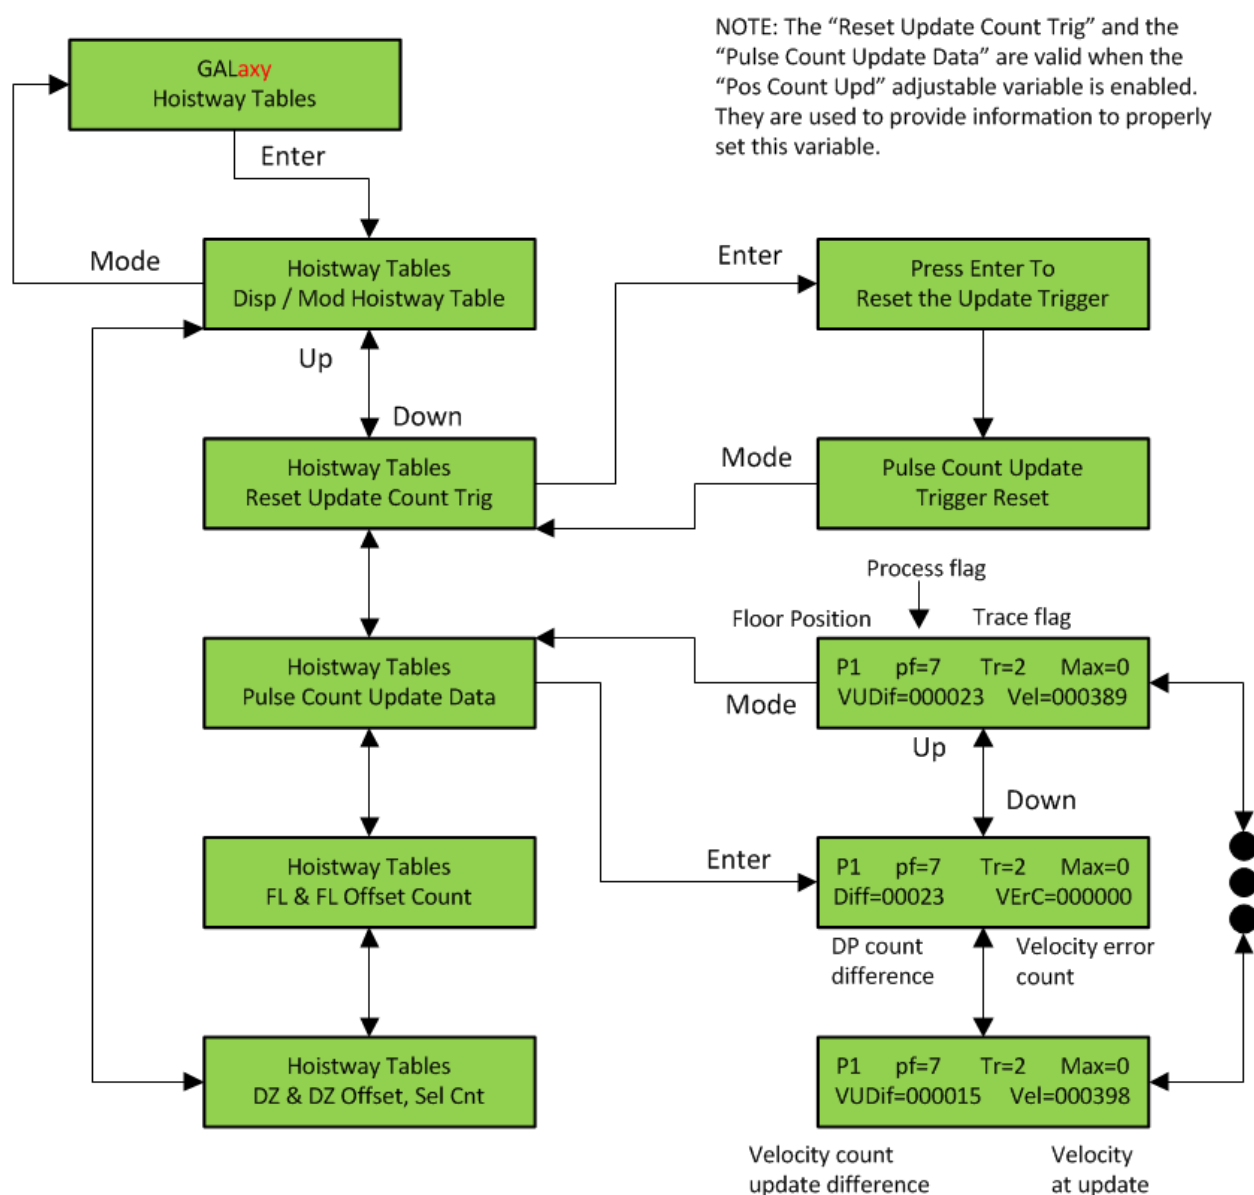 NOTE: The “Reset Update Count Trig” and the
“Pulse Count Update Data” are valid when the
“Pos Count Upd” adjustable variable is enabled.
They are used to provide information to properly
set this variable.
GALaxy
Hoistway Tables
Enter
Mode
Hoistway Tables
Disp / Mod Hoistway Table
Up
Down
Enter
Press Enter To
Reset the Update Trigger
Hoistway Tables
Reset Update Count Trig
Mode
Pulse Count Update
Trigger Reset
Process flag
Floor Position
Trace flag
Hoistway Tables
Pulse Count Update Data
Mode
P1 pf=7 Tr=2 Max=0
VUDif=000023 Vel=000389
Up
Down
Hoistway Tables
FL & FL Offset Count
Enter
P1 pf=7 Tr=2 Max=0
Diff=00023 VErC=000000
DP count
difference
Velocity error
count
Hoistway Tables
DZ & DZ Offset, Sel Cnt
P1 pf=7 Tr=2 Max=0
VUDif=000015 Vel=000398
Velocity count
update difference
Velocity
at update